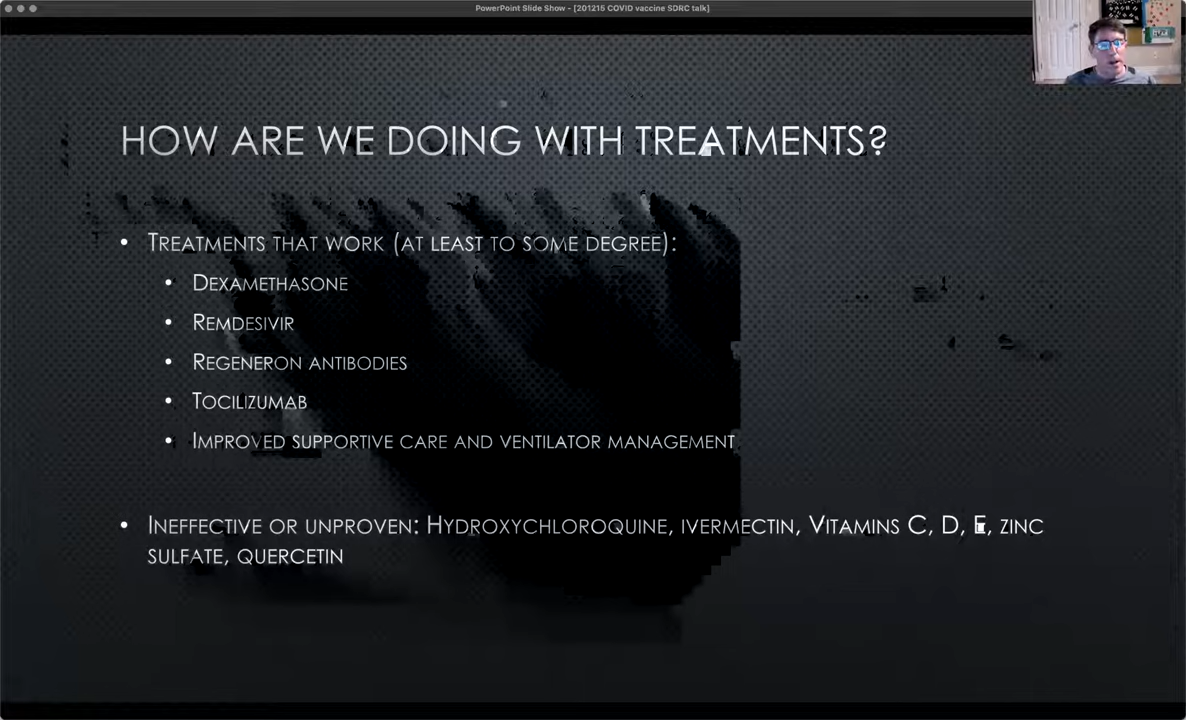 PowerPoint Slide Show - [201215 COVID vaccine SDRC talk]
HOW ARE WE DOING WITH TREATMENTS?
• TREATMENTS THAT WORK (AT LEAST TO SOME DEGREE):
• DEXAMETHASONE
• REMDESIVIR
• REGENERON ANTIBODIES
• TOCILIZUMAB
• IMPROVED SUPPORTIVE CARE AND VENTILATOR MANAGEMENT
• INEFFECTIVE OR UNPROVEN: HYDROXYCHLOROQUINE, IVERMECTIN, VITAMINS C, D, E, ZINC
SULFATE, QUERCETIN